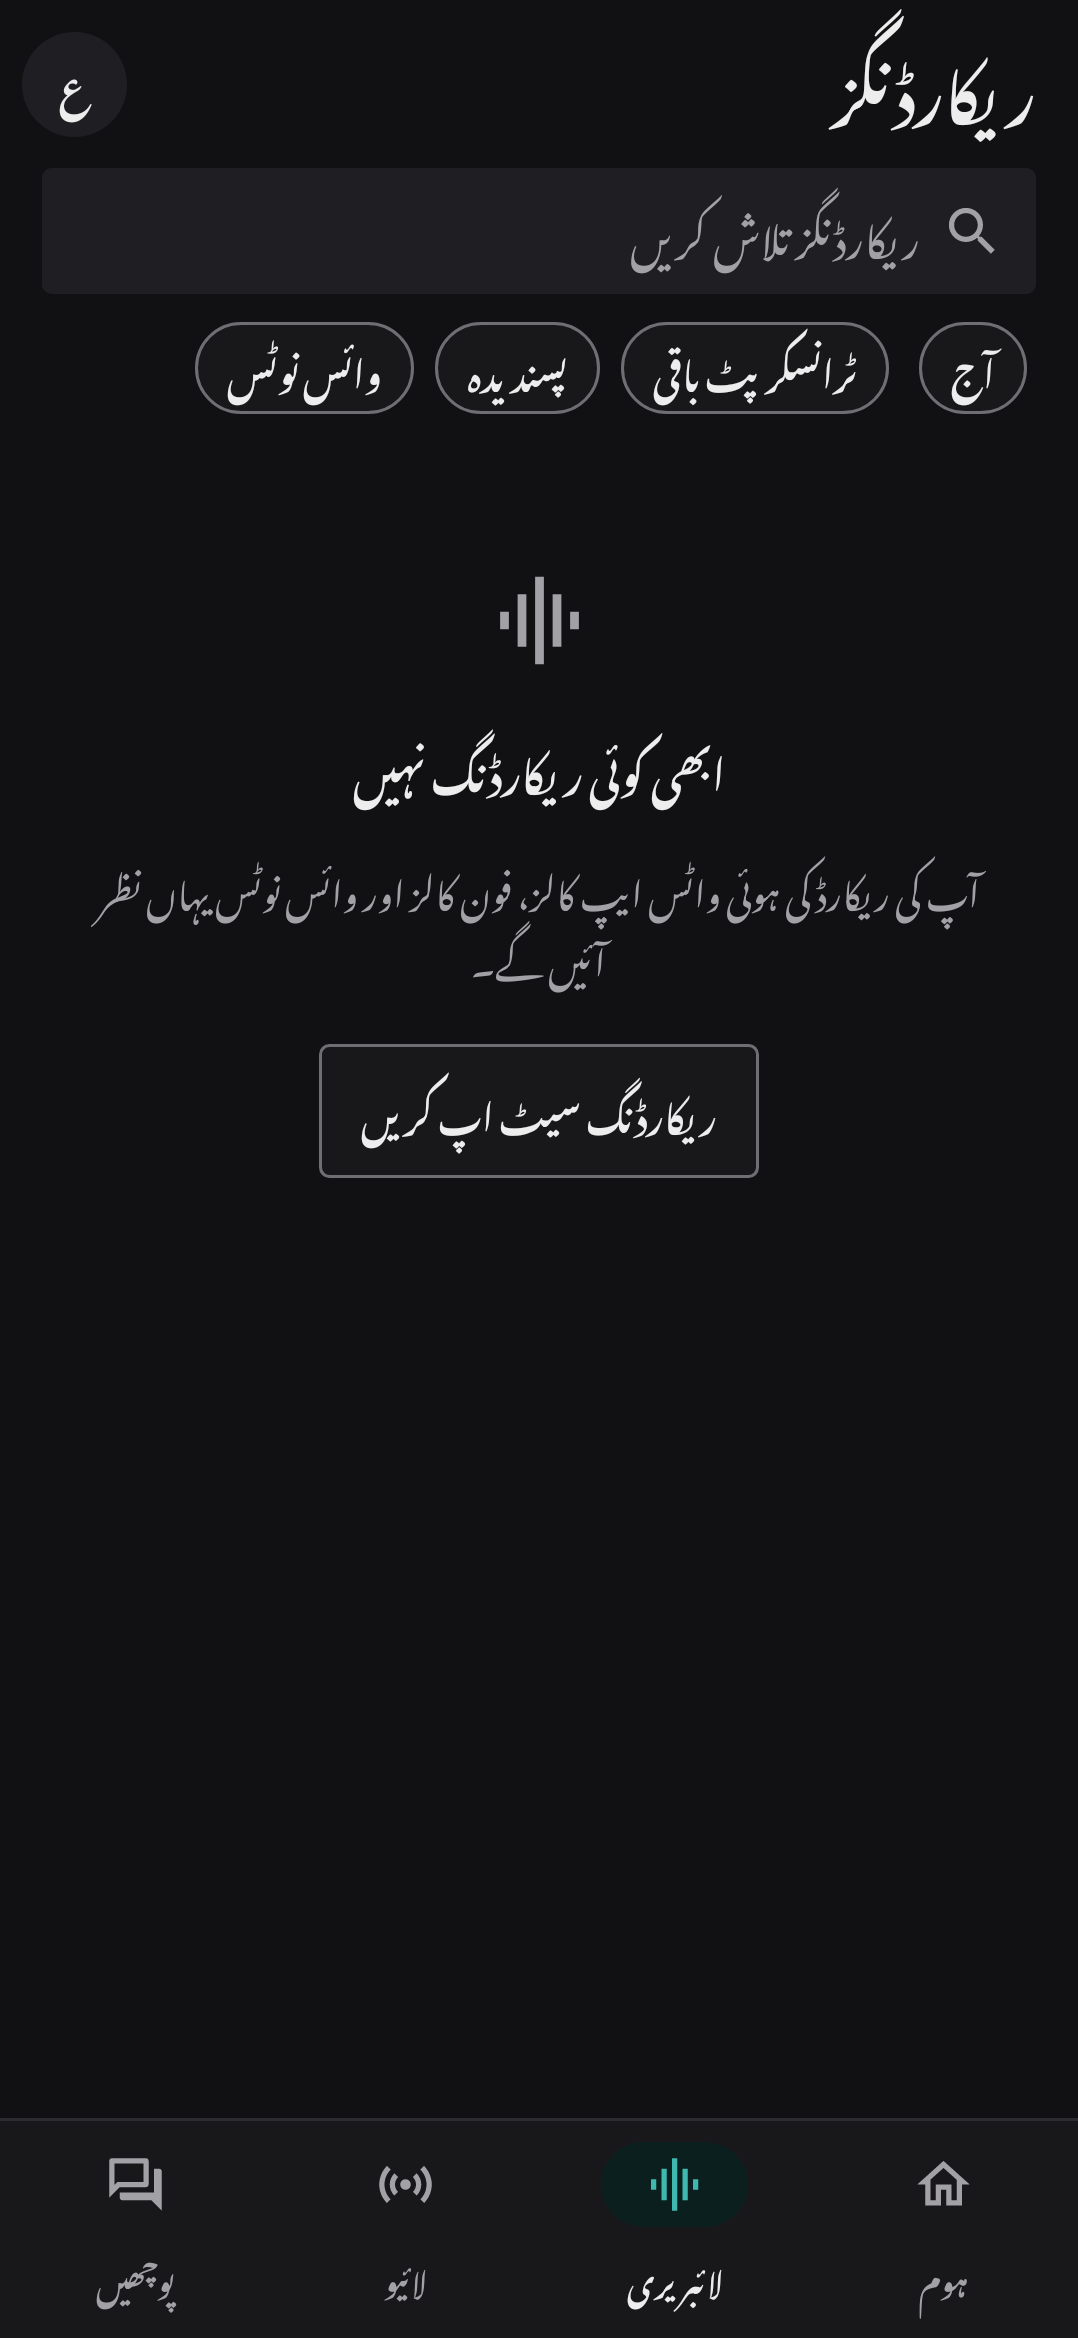 ریکارڈنگز
ع
ریکارڈنگز تلاش کریں
آج
ٹرانسکرپٹ باقی
پسندیدہ
وائس نوٹس
ابھی کوئی ریکارڈنگ نہیں
آپ کی ریکارڈ کی ہوئی واٹس ایپ کالز، فون کالز اور وائس نوٹس یہاں نظر
آئیں گے۔
ریکارڈنگ سیٹ اپ کریں
ہوم
لائبریری
لائیو
پوچھیں